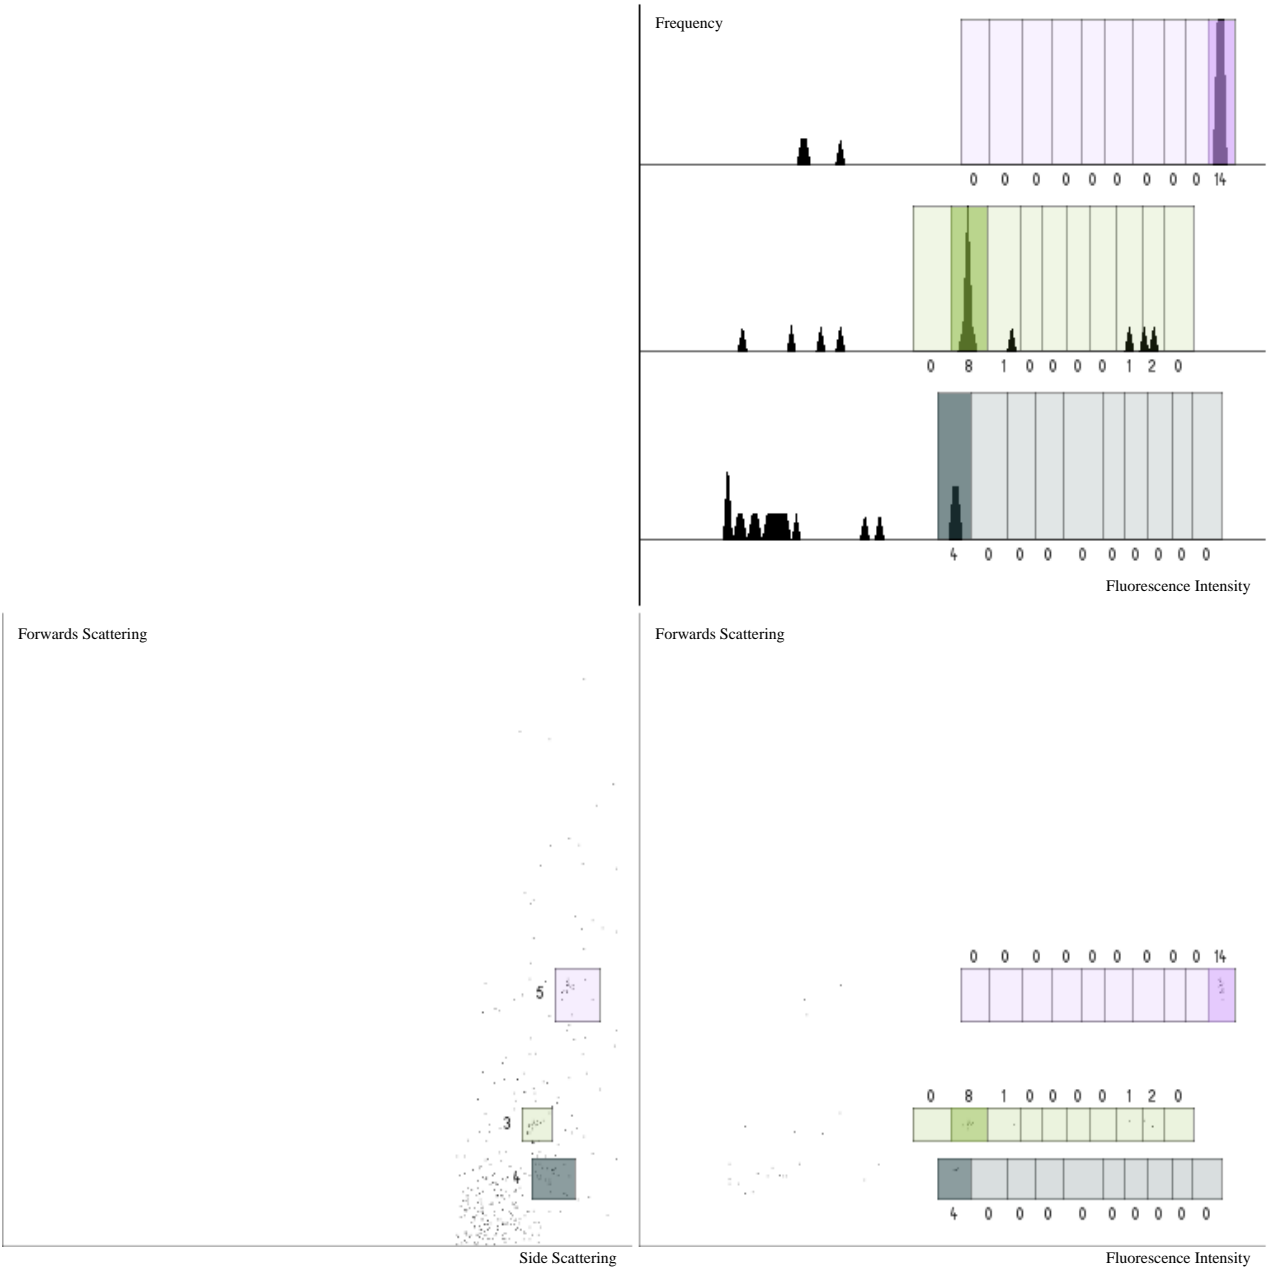 Frequency
0 0 0 0 0 0 0 0 0 14
0 8 1 0 0 0 0 1 2 0
4 0 0 0 0 0 0 0 0 0
Fluorescence Intensity
Forwards Scattering
5
3
4
Side Scattering
Forwards Scattering
0 0 0 0 0 0 0 0 0 14
0 8 1 0 0 0 0 1 2 0
4 0 0 0 0 0 0 0 0 0
Fluorescence Intensity